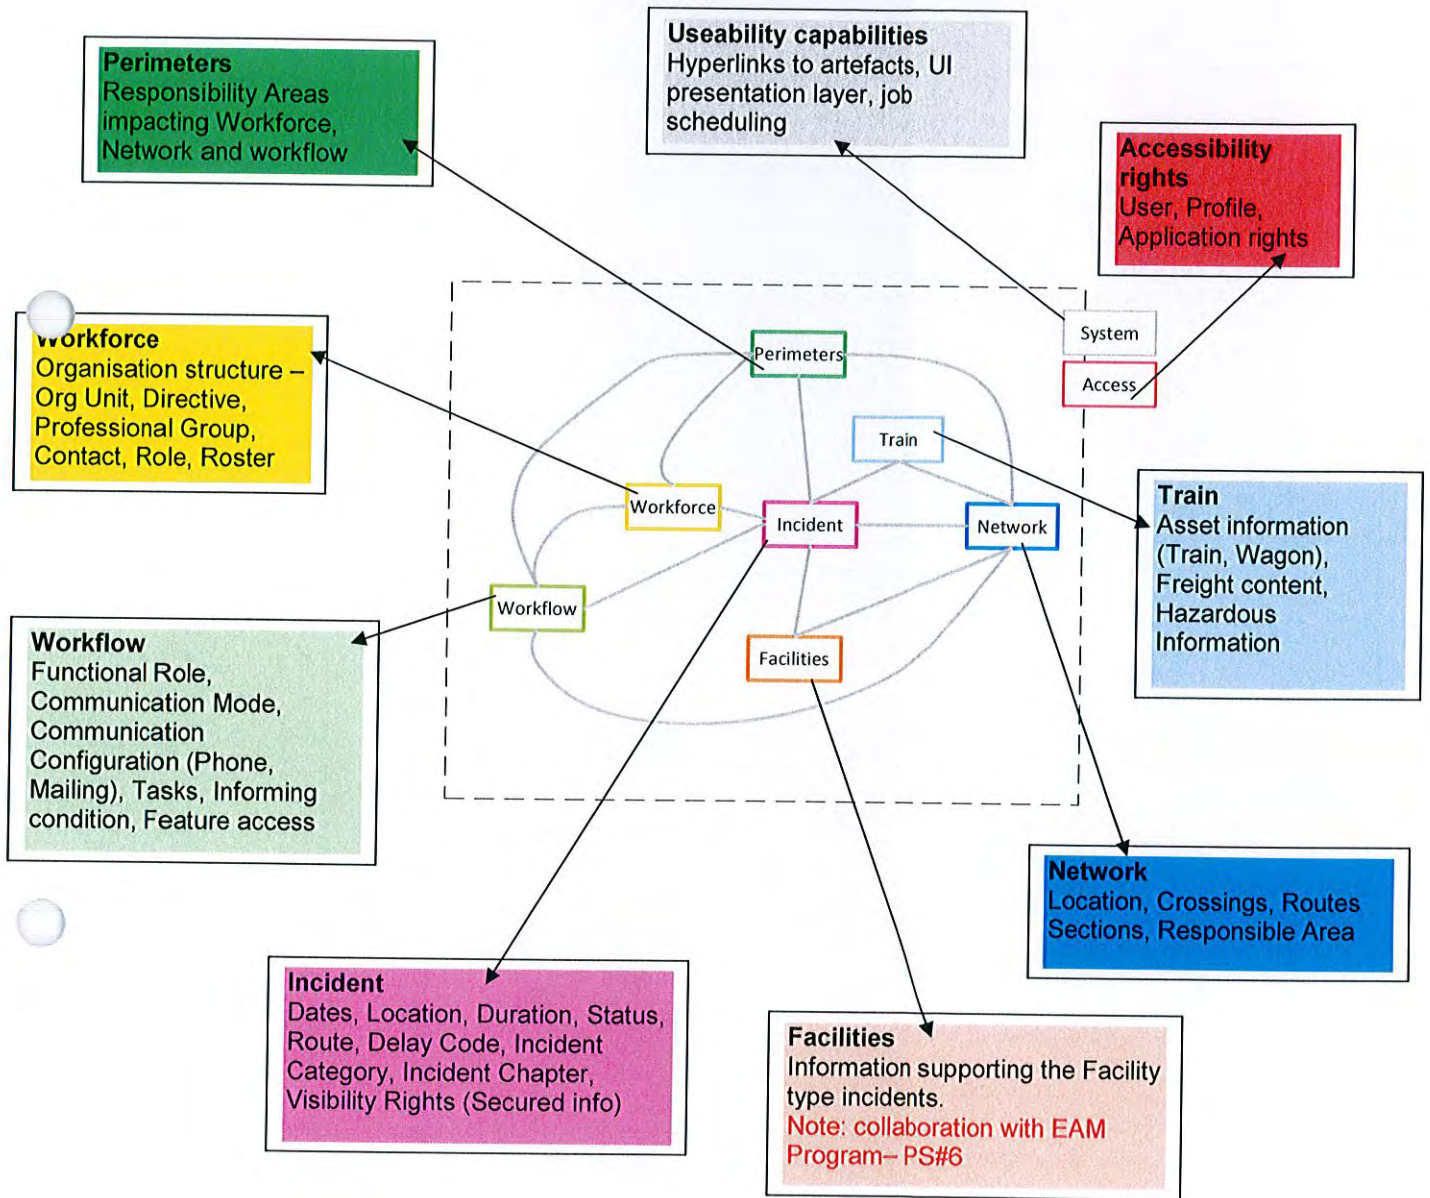 Perimeters
Responsibility Areas
impacting Workforce,
Network and workflow
Useability capabilities
Hyperlinks to artefacts, UI
presentation layer, job
scheduling
Accessibility
rights
User, Profile,
Application rights
Workforce
Organisation structure –
Org Unit, Directive,
Professional Group,
Contact, Role, Roster
System
Access
Perimeters
Train
Workforce
Incident
Network
Workflow
Facilities
Train
Asset information
(Train, Wagon),
Freight content,
Hazardous
Information
Workflow
Functional Role,
Communication Mode,
Communication
Configuration (Phone,
Mailing), Tasks, Informing
condition, Feature access
Network
Location, Crossings, Routes
Sections, Responsible Area
Incident
Dates, Location, Duration, Status,
Route, Delay Code, Incident
Category, Incident Chapter,
Visibility Rights (Secured info)
Facilities
Information supporting the Facility
type incidents.
Note: collaboration with EAM
Program– PS#6